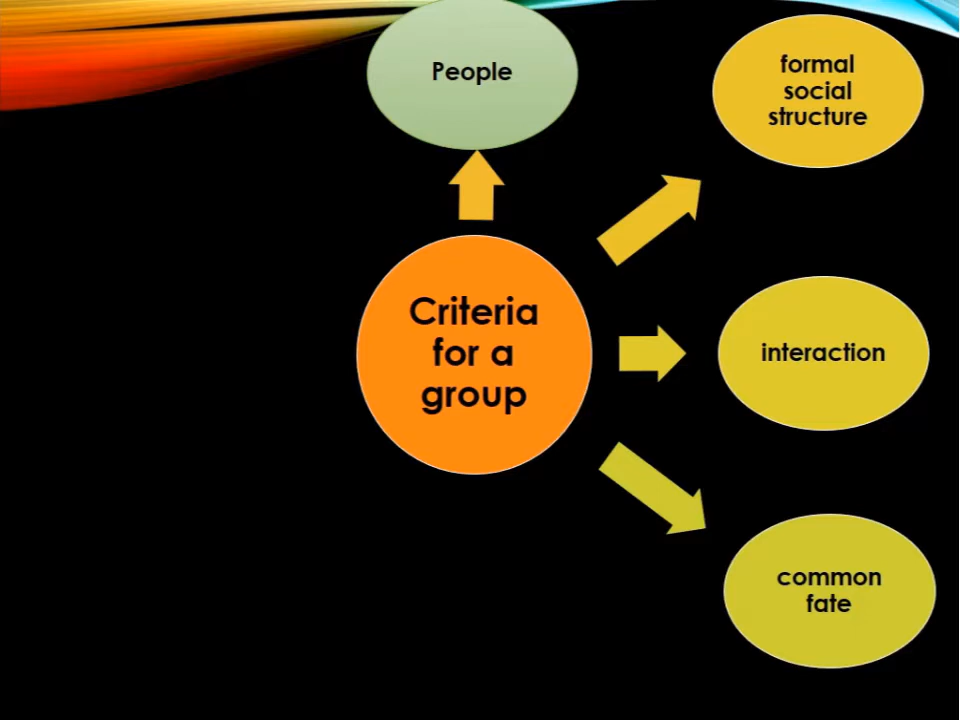 People
formal
social
structure
Criteria
for a
group
interaction
common
fate